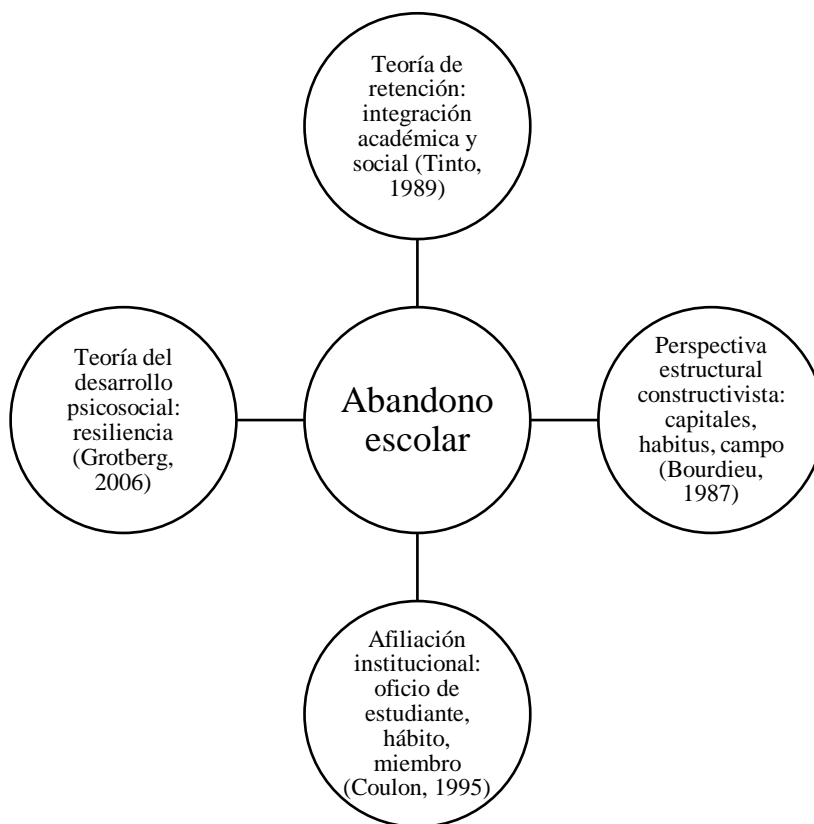 Teoría de
retención:
integración
académica y
social (Tinto,
1989)
Teoría del
desarrollo
psicosocial:
resiliencia
(Grotberg,
2006)
Abandono
escolar
Perspectiva
estructural
constructivista:
capitales,
habitus, campo
(Bourdieu,
1987)
Afiliación
institucional:
oficio de
estudiante,
hábito,
miembro
(Coulon, 1995)